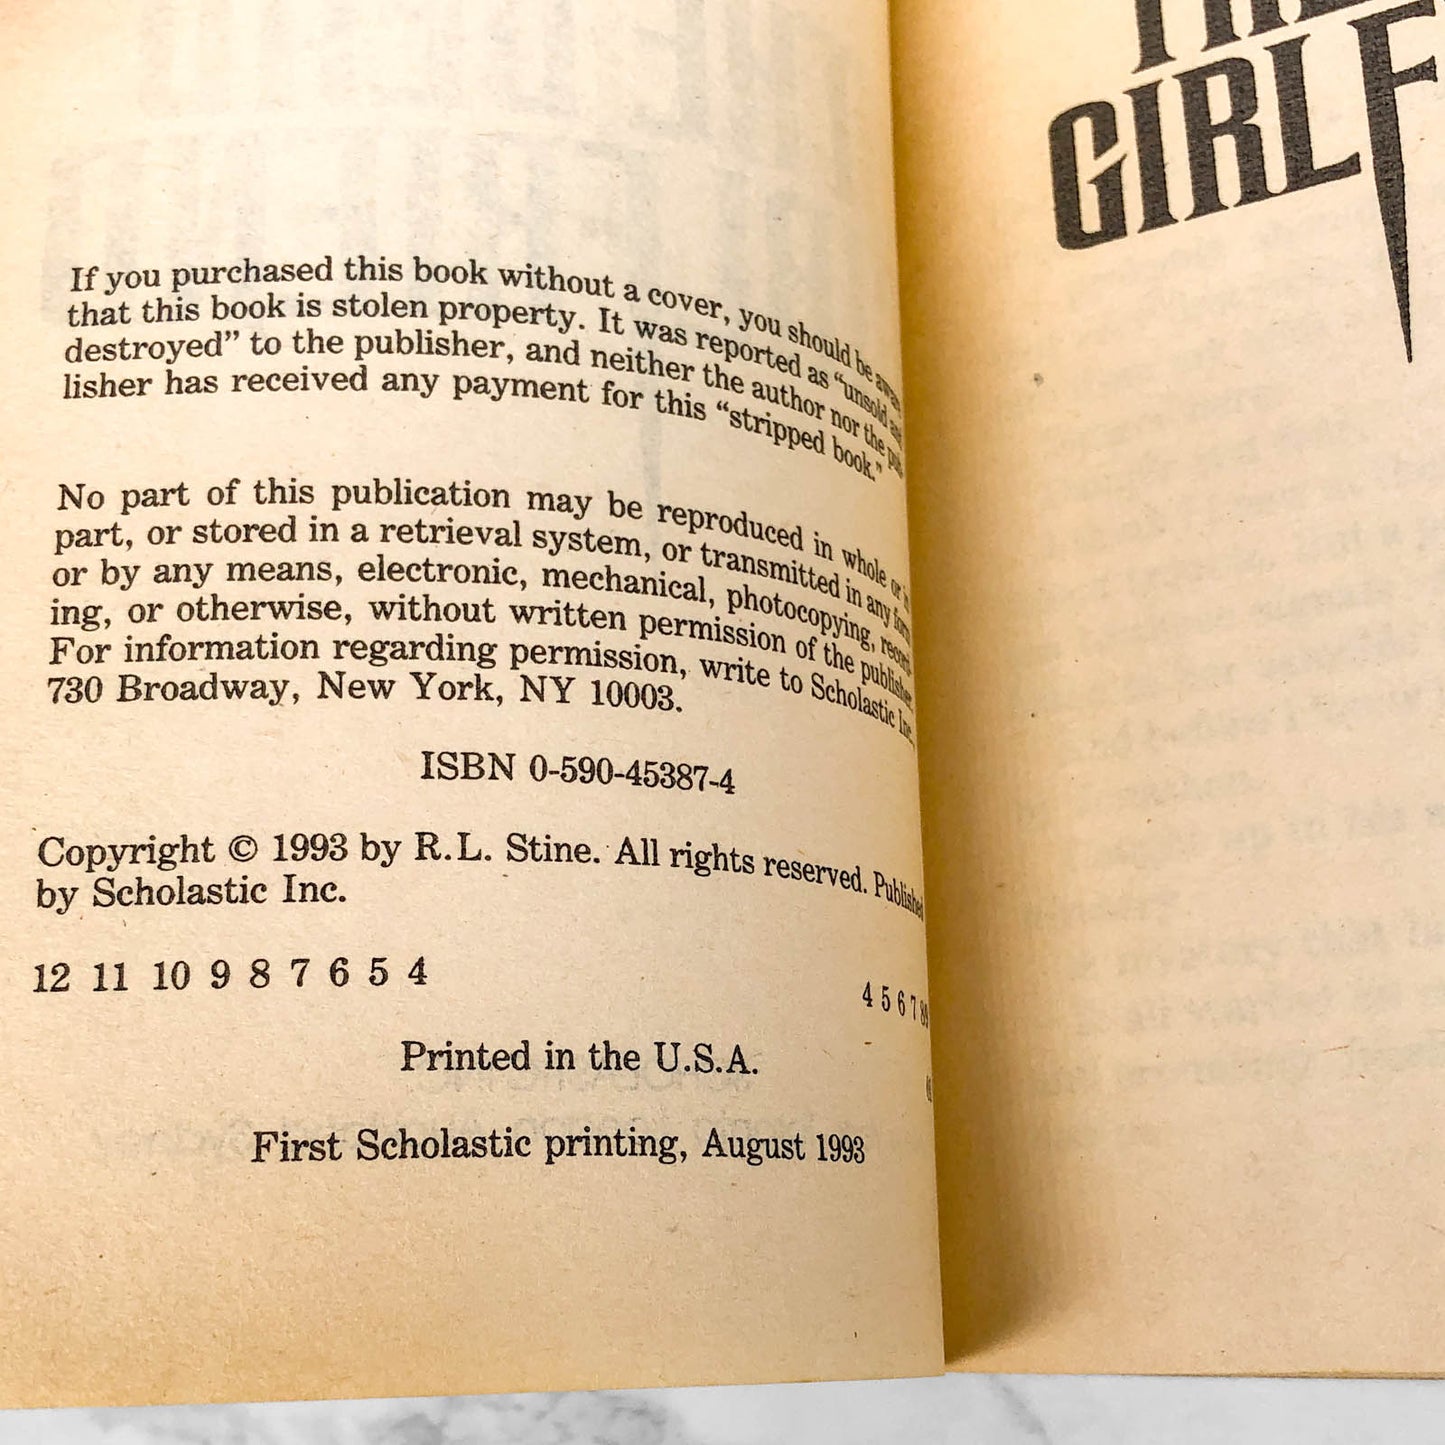 If you purchased this book without a cover, you should be aware
that this book is stolen property. It was reported as "unsold and
destroyed" to the publisher, and neither the author nor the pub-
lisher has received any payment for this "stripped book."
No part of this publication may be reproduced in whole or in
part, or stored in a retrieval system, or transmitted in any form
or by any means, electronic, mechanical, photocopying, record-
ing, or otherwise, without written permission of the publisher.
For information regarding permission, write to Scholastic Inc.,
730 Broadway, New York, NY 10003.
ISBN 0-590-45387-4
Copyright © 1993 by R.L. Stine. All rights reserved. Published
by Scholastic Inc.
12 11 10 9 8 7 6 5 4 4 5 6 7 8
Printed in the U.S.A.
First Scholastic printing, August 1993
GIRLF